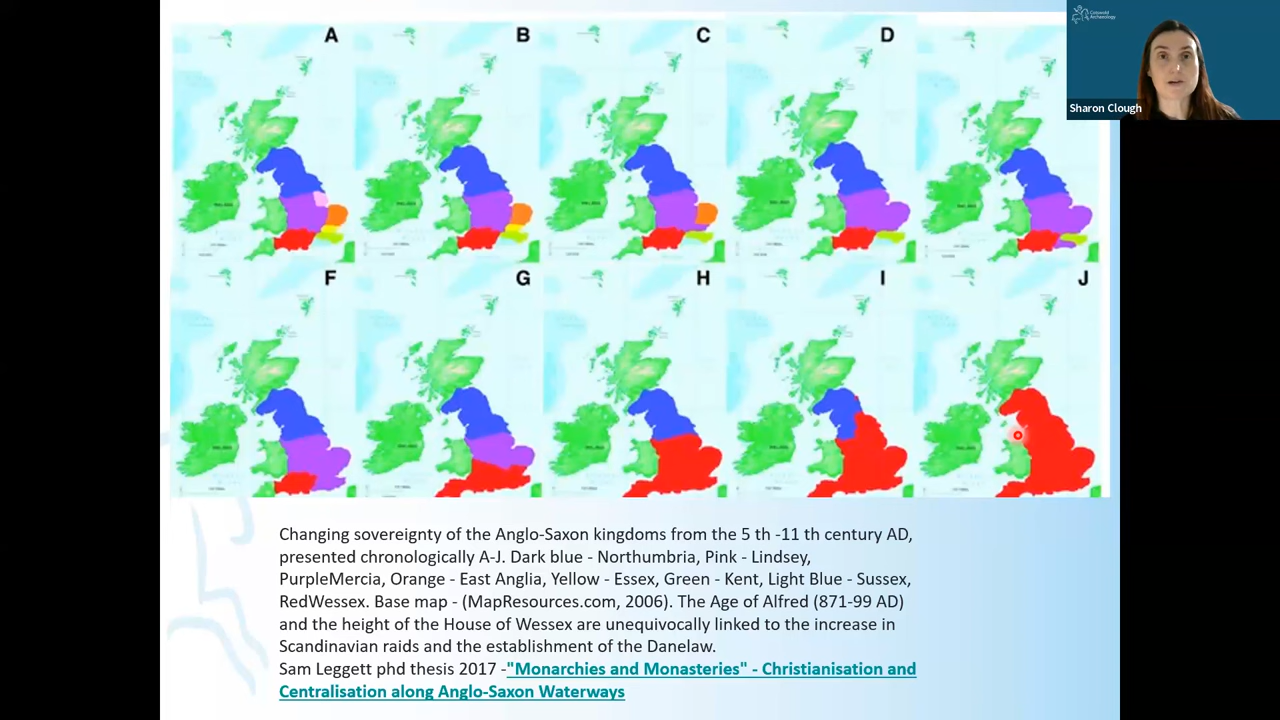 A
B
C
D
Cotswold
Archaeology
Sharon Clough
F
G
H
I
J
Changing sovereignty of the Anglo-Saxon kingdoms from the 5 th -11 th century AD,
presented chronologically A-J. Dark blue - Northumbria, Pink - Lindsey,
PurpleMercia, Orange - East Anglia, Yellow - Essex, Green - Kent, Light Blue - Sussex,
RedWessex. Base map - (MapResources.com, 2006). The Age of Alfred (871-99 AD)
and the height of the House of Wessex are unequivocally linked to the increase in
Scandinavian raids and the establishment of the Danelaw.
Sam Leggett phd thesis 2017 -"Monarchies and Monasteries" - Christianisation and
Centralisation along Anglo-Saxon Waterways